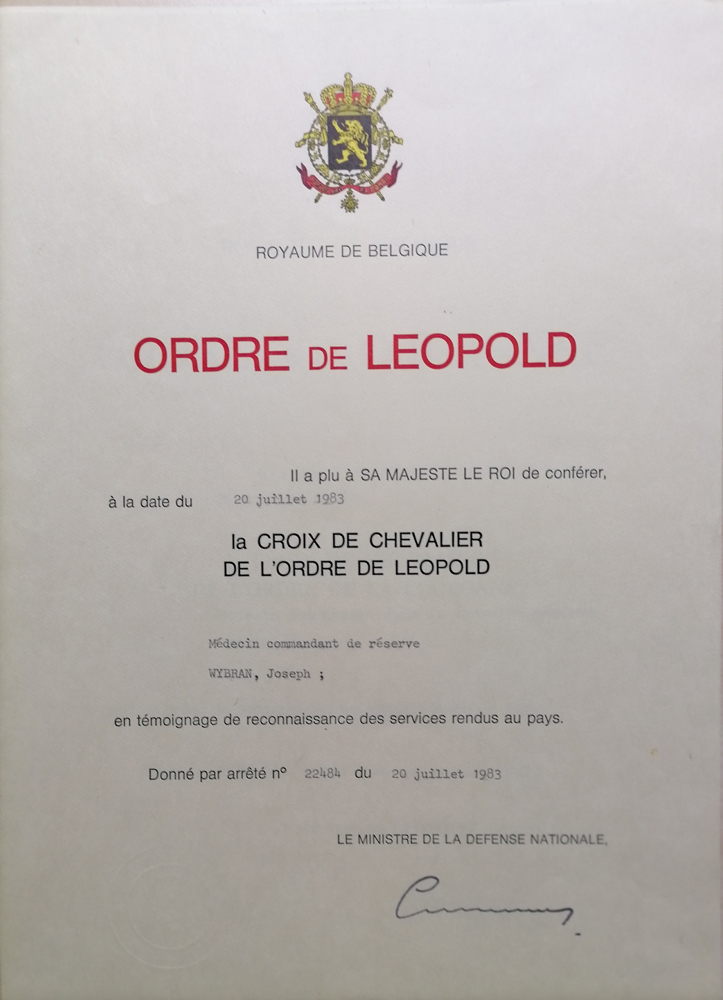 ROYAUME DE BELGIQUE
ORDRE DE LEOPOLD
Il a plu à SA MAJESTE LE ROI de conférer,
à la date du 20 juillet 1983
la CROIX DE CHEVALIER
DE L'ORDRE DE LEOPOLD
Médecin commandant de réserve
WYBRAN, Joseph ;
en témoignage de reconnaissance des services rendus au pays.
Donné par arrêté nº 22484 du 20 juillet 1983
LE MINISTRE DE LA DEFENSE NATIONALE,